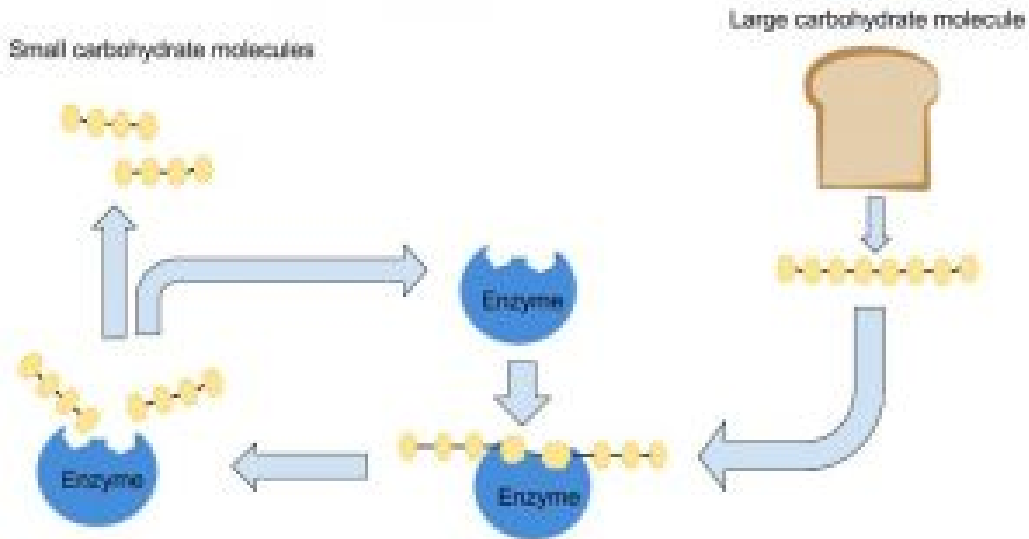 Large carbohydrate molecule
Small carbohydrate molecules
Enzyme
Enzyme
Enzyme